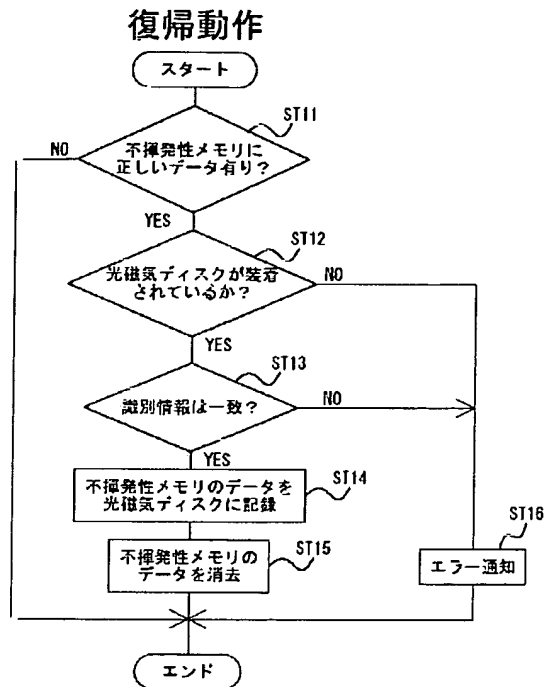 復帰動作
スタート
ST11
不揮発性メモリに
正しいデータ有り?
NO
YES
ST12
光磁気ディスクが装着
されているか?
NO
YES
ST13
識別情報は一致?
NO
YES
ST14
不揮発性メモリのデータを
光磁気ディスクに記録
ST15
不揮発性メモリの
データを消去
ST16
エラー通知
エンド